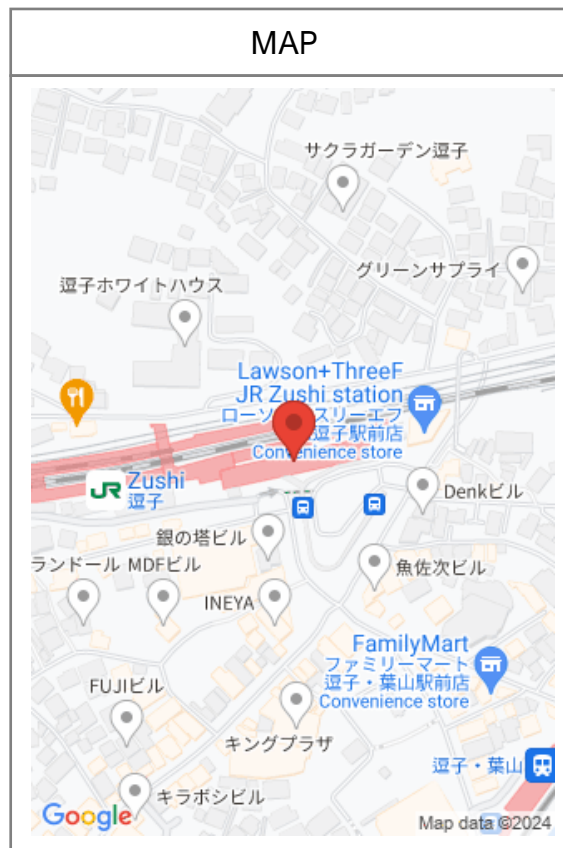 MAP
サクラガーデン逗子
グリーンサプライ
逗子ホワイトハウス
Lawson+ThreeF
JR Zushi station
ロー スリーエフ
逗子駅前店
Convenience store
JR
Zushi
逗子
Denkビル
銀の塔ビル
ランドール
MDFビル
魚佐次ビル
INEYA
FamilyMart
ファミリーマート
逗子・葉山駅前店
Convenience store
FUJIビル
キングプラザ
逗子・葉山
キラボシビル
Google
Map data ©2024